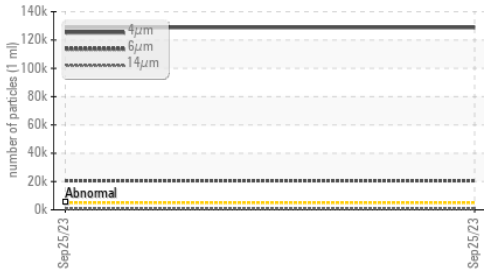 140k
120k
100k
80k
60k
40k
20k
0k
number of particles (1 ml)
4μm
6μm
14μm
Abnormal
Sep25/23
Sep25/23